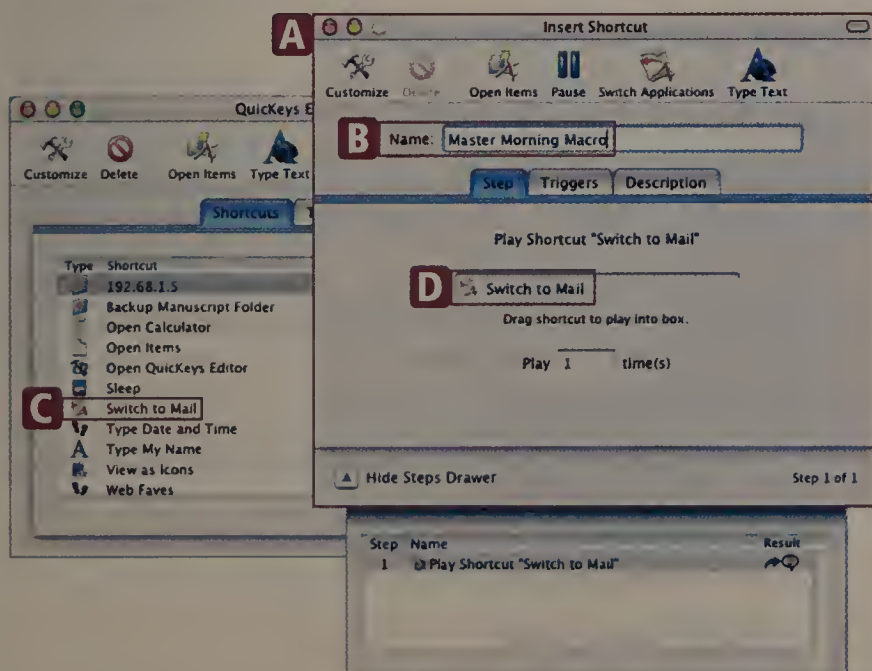 A
Insert Shortcut
Customize Delete Open Items Pause Switch Applications Type Text
B
Name: Master Morning Macro
Step Triggers Description
Play Shortcut "Switch to Mail"
D
Switch to Mail
Drag shortcut to play into box.
Play 1 time(s)
Hide Steps Drawer
Step 1 of 1
QuicKeys E
Customize Delete Open Items Type Text
Shortcuts T
Type Shortcut
192.68.1.5
Backup Manuscript Folder
Open Calculator
Open Items
Open QuicKeys Editor
Sleep
C
Switch to Mail
Type Date and Time
Type My Name
View as Icons
Web Faves
Step Name Result
1 Play Shortcut "Switch to Mail"